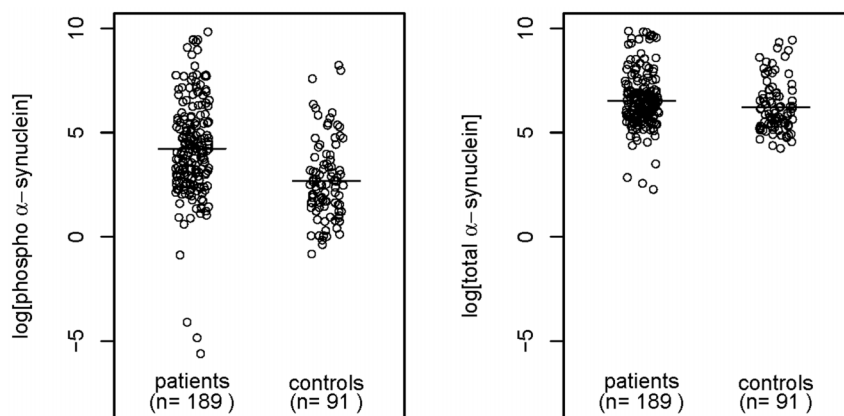 log[phospho α−synuclein]
10
5
0
−5
patients
(n= 189 )
controls
(n= 91 )
log[total α−synuclein]
10
5
0
−5
patients
(n= 189 )
controls
(n= 91 )